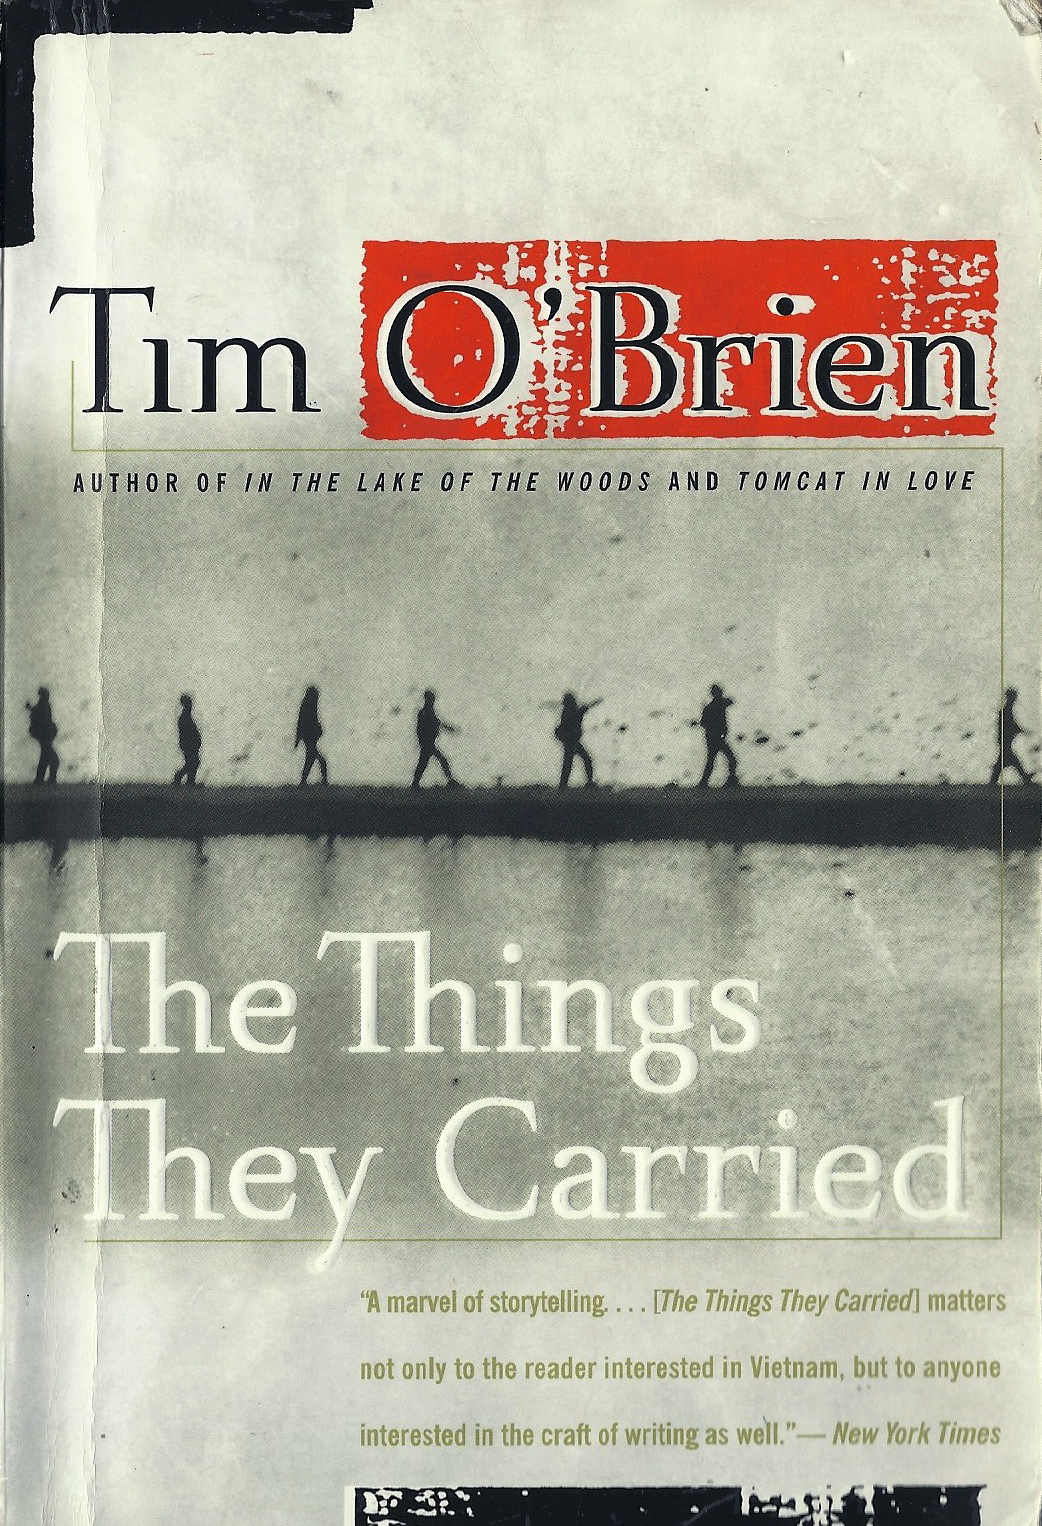 Tim O'Brien
AUTHOR OF IN THE LAKE OF THE WOODS AND TOMCAT IN LOVE
The Things
They Carried
“A marvel of storytelling. . . . [The Things They Carried] matters
not only to the reader interested in Vietnam, but to anyone
interested in the craft of writing as well.”— New York Times